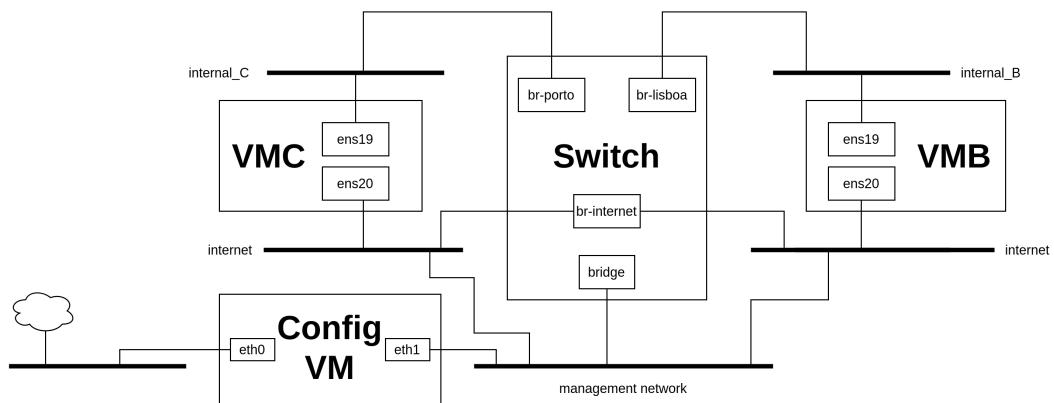 internal_C
internal_B
br-porto
br-lisboa
ens19
ens19
VMC
Switch
VMB
ens20
ens20
br-internet
internet
internet
bridge
Config
VM
eth0
eth1
management network